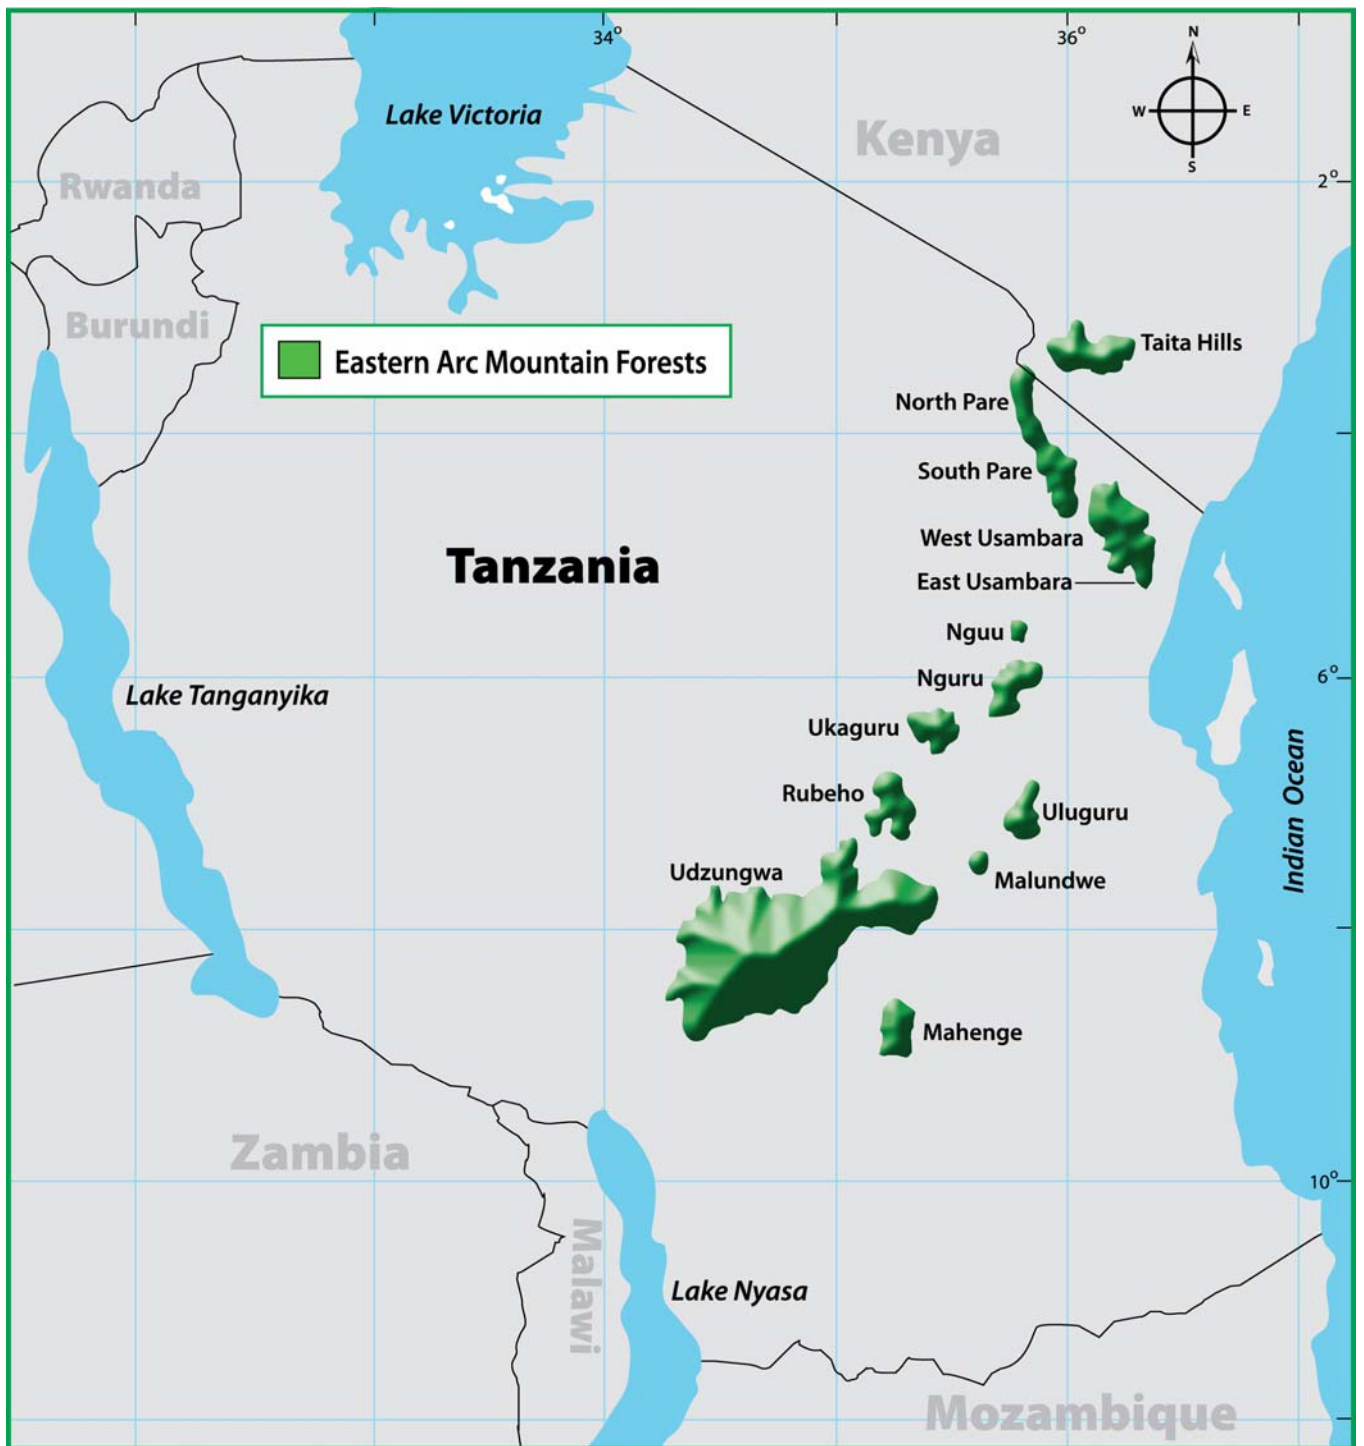 34°
36°
N
Lake Victoria
W
E
Kenya
S
Rwanda
2°
Burundi
Taita Hills
Eastern Arc Mountain Forests
North Pare
South Pare
West Usambara
Tanzania
East Usambara
Nguu
Nguru
6°
Lake Tanganyika
Ukaguru
Rubeho
Uluguru
Indian Ocean
Udzungwa
Malundwe
Mahenge
Zambia
10°
Malawi
Lake Nyasa
Mozambique